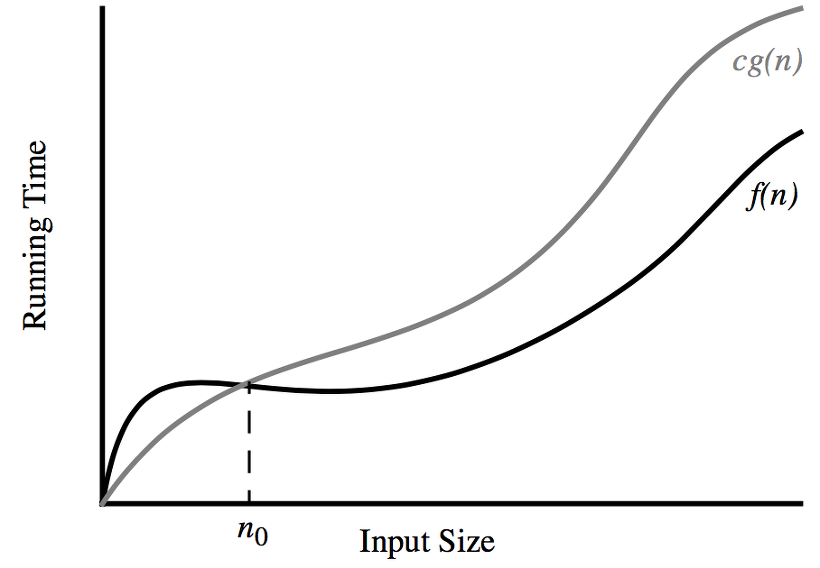 cg(n)
f(n)
Running Time
n0
Input Size